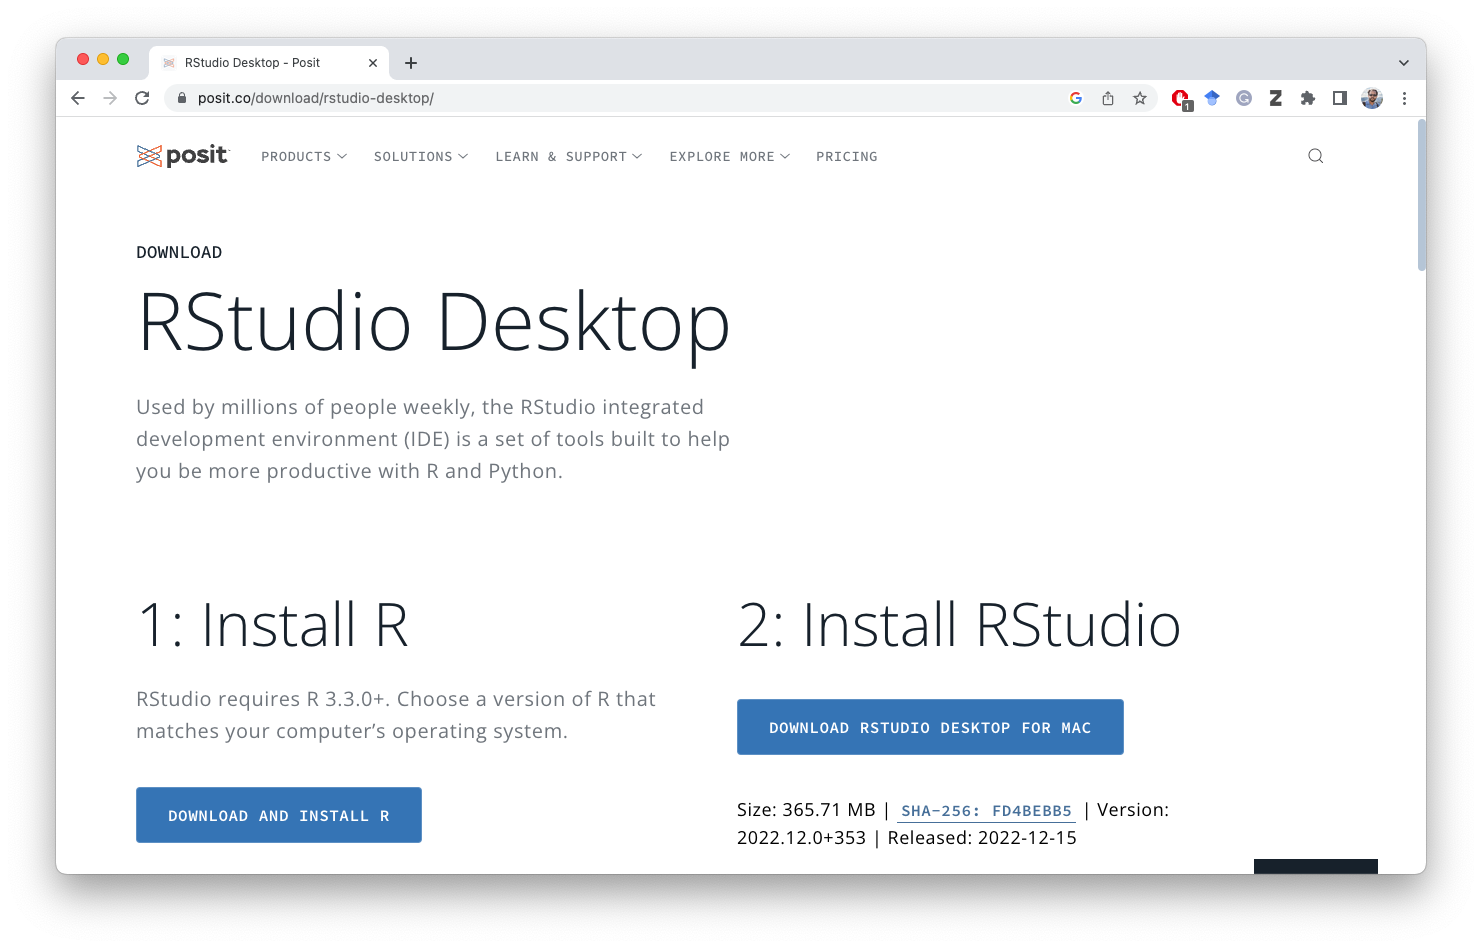 RStudio Desktop - Posit
posit.co/download/rstudio-desktop/
1
posit
PRODUCTS
SOLUTIONS
LEARN & SUPPORT
EXPLORE MORE
PRICING
DOWNLOAD
RStudio Desktop
Used by millions of people weekly, the RStudio integrated
development environment (IDE) is a set of tools built to help
you be more productive with R and Python.
1: Install R
RStudio requires R 3.3.0+. Choose a version of R that
matches your computer’s operating system.
DOWNLOAD AND INSTALL R
2: Install RStudio
DOWNLOAD RSTUDIO DESKTOP FOR MAC
Size: 365.71 MB | SHA-256: FD4BEBB5 | Version:
2022.12.0+353 | Released: 2022-12-15